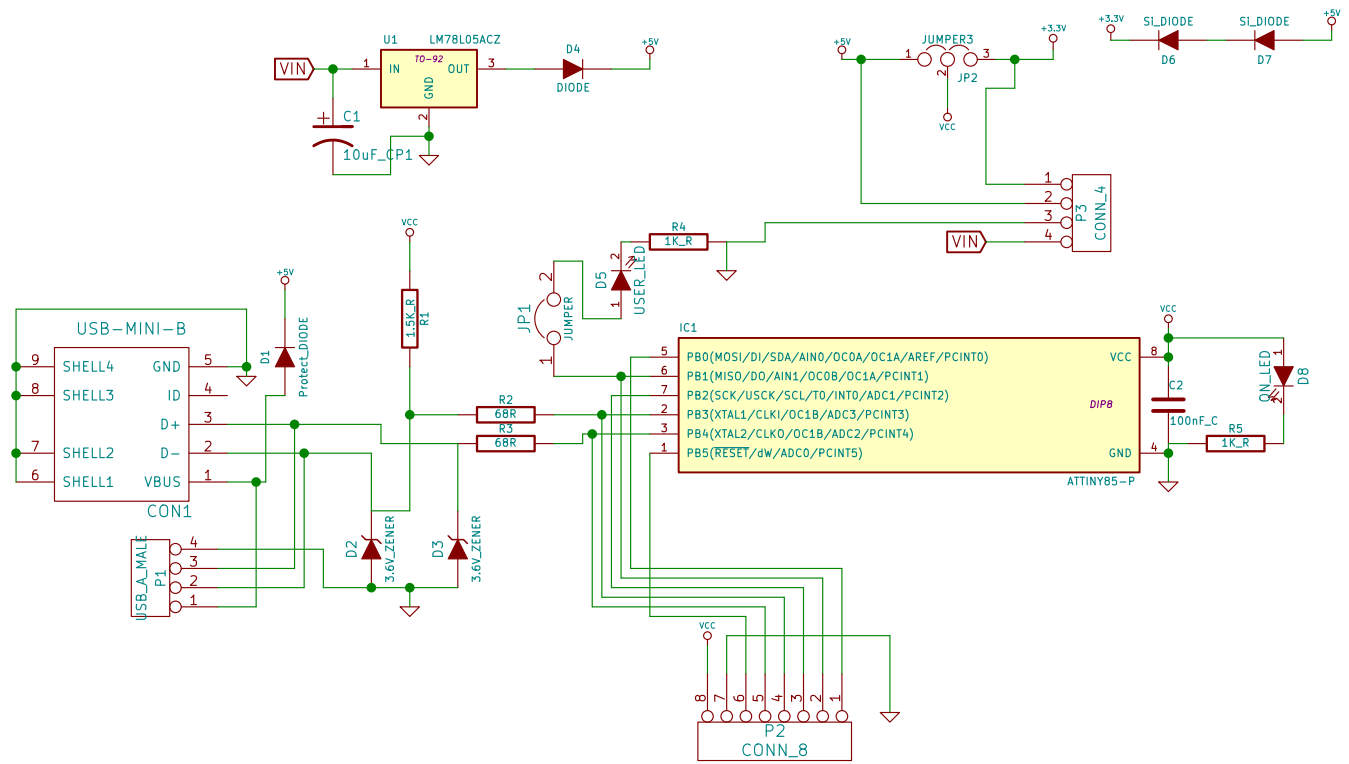 U1
LM78L05ACZ
TO-92
VIN
1
IN
OUT
3
GND
2
D4
DIODE
+5V
C1
10uF_CP1
+5V
JUMPER3
1
2
3
JP2
VCC
+3.3V
+3.3V
Si_DIODE
D6
Si_DIODE
D7
+5V
1
2
3
4
P3
CONN_4
VIN
R4
1K_R
2
D5
USER_LED
1
JP1
2
JUMPER
1
VCC
1.5K_R
R1
+5V
D1
Protect_DIODE
USB-MINI-B
9 SHELL4
8 SHELL3
7 SHELL2
6 SHELL1
GND 5
ID 4
D+ 3
D- 2
VBUS 1
CON1
USB_A_MALE
P1
4
3
2
1
D2
3.6V_ZENER
D3
3.6V_ZENER
R2
68R
R3
68R
IC1
5 PB0(MOSI/DI/SDA/AIN0/OC0A/OC1A/AREF/PCINT0)
6 PB1(MISO/DO/AIN1/OC0B/OC1A/PCINT1)
7 PB2(SCK/USCK/SCL/T0/INT0/ADC1/PCINT2)
2 PB3(XTAL1/CLKI/OC1B/ADC3/PCINT3)
3 PB4(XTAL2/CLKO/OC1B/ADC2/PCINT4)
1 PB5(RESET/dW/ADC0/PCINT5)
VCC 8
DIP8
GND 4
ATTINY85-P
VCC
C2
100nF_C
ON_LED
1
2
D8
R5
1K_R
VCC
8
7
6
5
4
3
2
1
P2
CONN_8